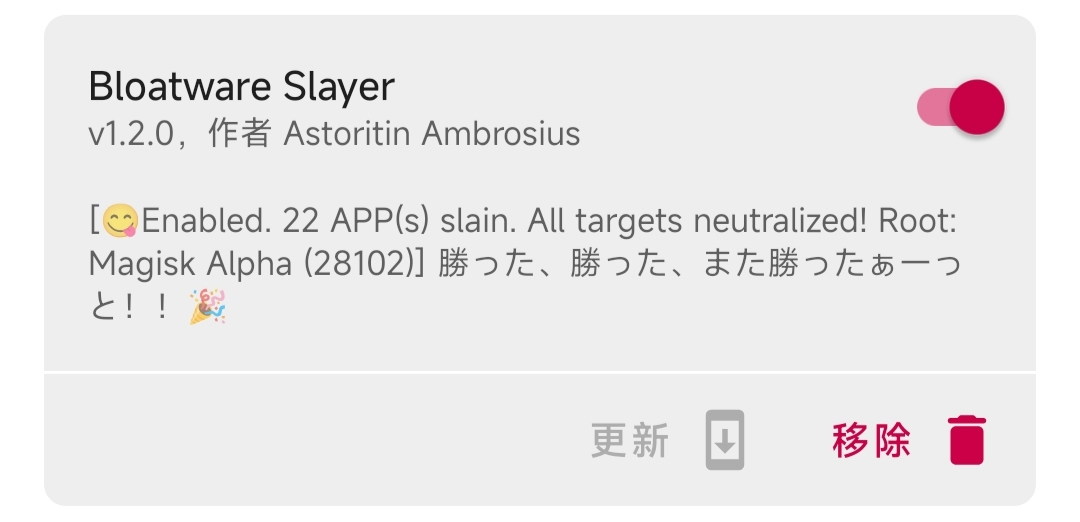 Bloatware Slayer
v1.2.0，作者 Astoritin Ambrosius
[😋Enabled. 22 APP(s) slain. All targets neutralized! Root:
Magisk Alpha (28102)] 勝った、勝った、また勝ったぁーっ
と！！🎉
更新
移除